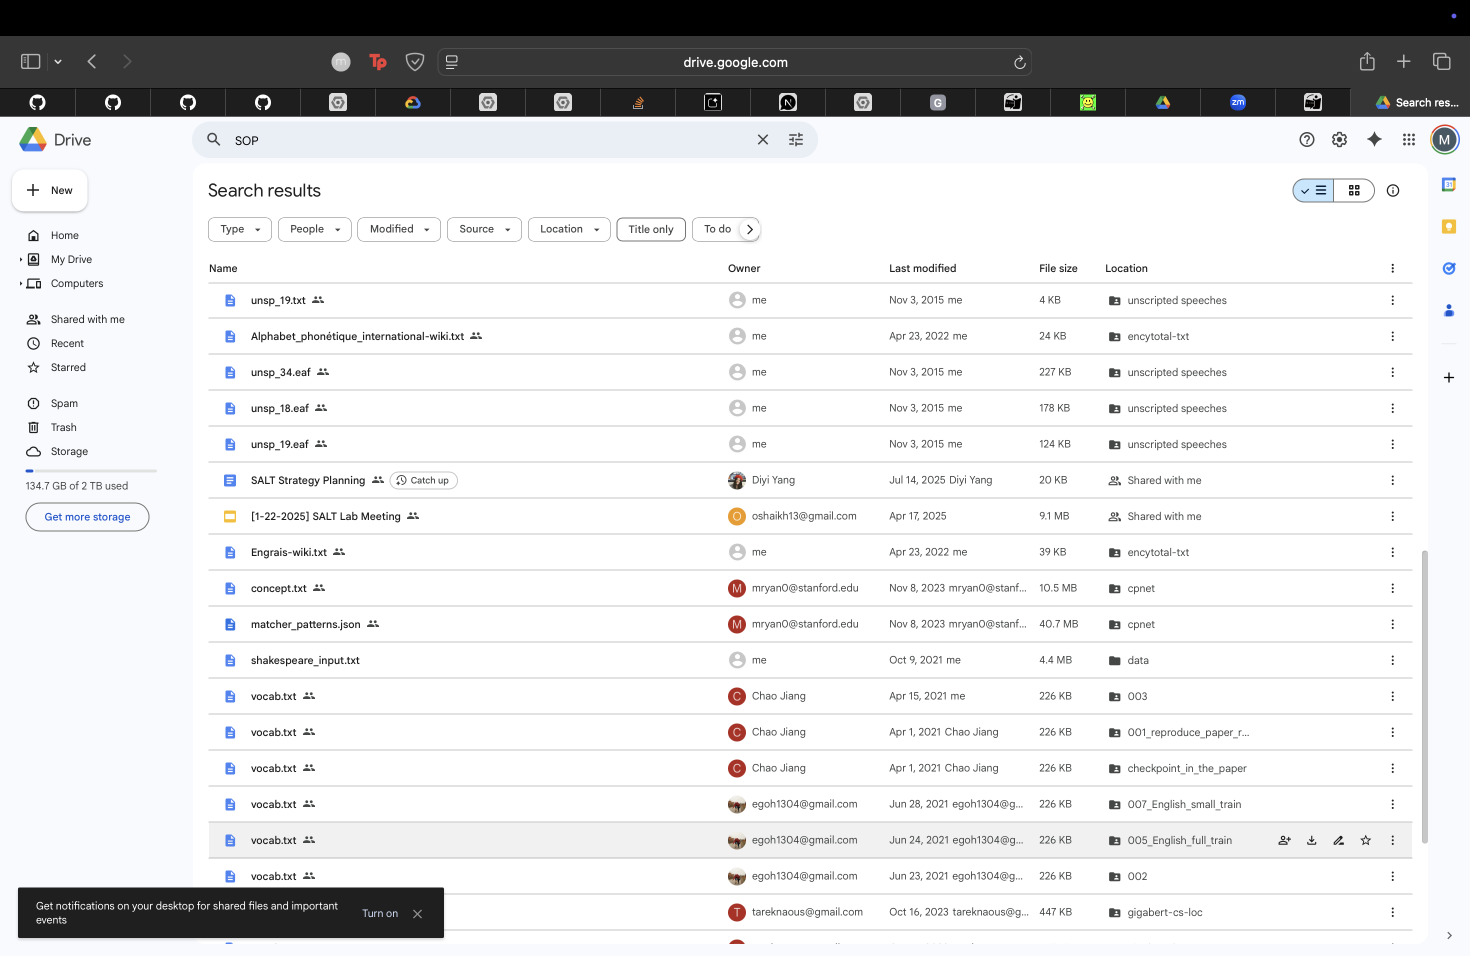 drive.google.com
Search res...
Drive
SOP
M
New
Home
My Drive
Computers
Shared with me
Recent
Starred
Spam
Trash
Storage
134.7 GB of 2 TB used
Get more storage
Search results
Type People Modified Source Location Title only To do
Name Owner Last modified File size Location
unsp_19.txt me Nov 3, 2015 me 4 KB unscripted speeches
Alphabet_phonétique_international-wiki.txt me Apr 23, 2022 me 24 KB encytotal-txt
unsp_34.eaf me Nov 3, 2015 me 227 KB unscripted speeches
unsp_18.eaf me Nov 3, 2015 me 178 KB unscripted speeches
unsp_19.eaf me Nov 3, 2015 me 124 KB unscripted speeches
SALT Strategy Planning Catch up Diyi Yang Jul 14, 2025 Diyi Yang 20 KB Shared with me
[1-22-2025] SALT Lab Meeting O oshaikh13@gmail.com Apr 17, 2025 9.1 MB Shared with me
Engrais-wiki.txt me Apr 23, 2022 me 39 KB encytotal-txt
concept.txt M mryan0@stanford.edu Nov 8, 2023 mryan0@stanf... 10.5 MB cpnet
matcher_patterns.json M mryan0@stanford.edu Nov 8, 2023 mryan0@stanf... 40.7 MB cpnet
shakespeare_input.txt me Oct 9, 2021 me 4.4 MB data
vocab.txt C Chao Jiang Apr 15, 2021 me 226 KB 003
vocab.txt C Chao Jiang Apr 1, 2021 Chao Jiang 226 KB 001_reproduce_paper_r...
vocab.txt C Chao Jiang Apr 1, 2021 Chao Jiang 226 KB checkpoint_in_the_paper
vocab.txt egoh1304@gmail.com Jun 28, 2021 egoh1304@g... 226 KB 007_English_small_train
vocab.txt egoh1304@gmail.com Jun 24, 2021 egoh1304@g... 226 KB 005_English_full_train
vocab.txt egoh1304@gmail.com Jun 23, 2021 egoh1304@g... 226 KB 002
T tareknaous@gmail.com Oct 16, 2023 tareknaous@g... 447 KB gigabert-cs-loc
Get notifications on your desktop for shared files and important
events
Turn on